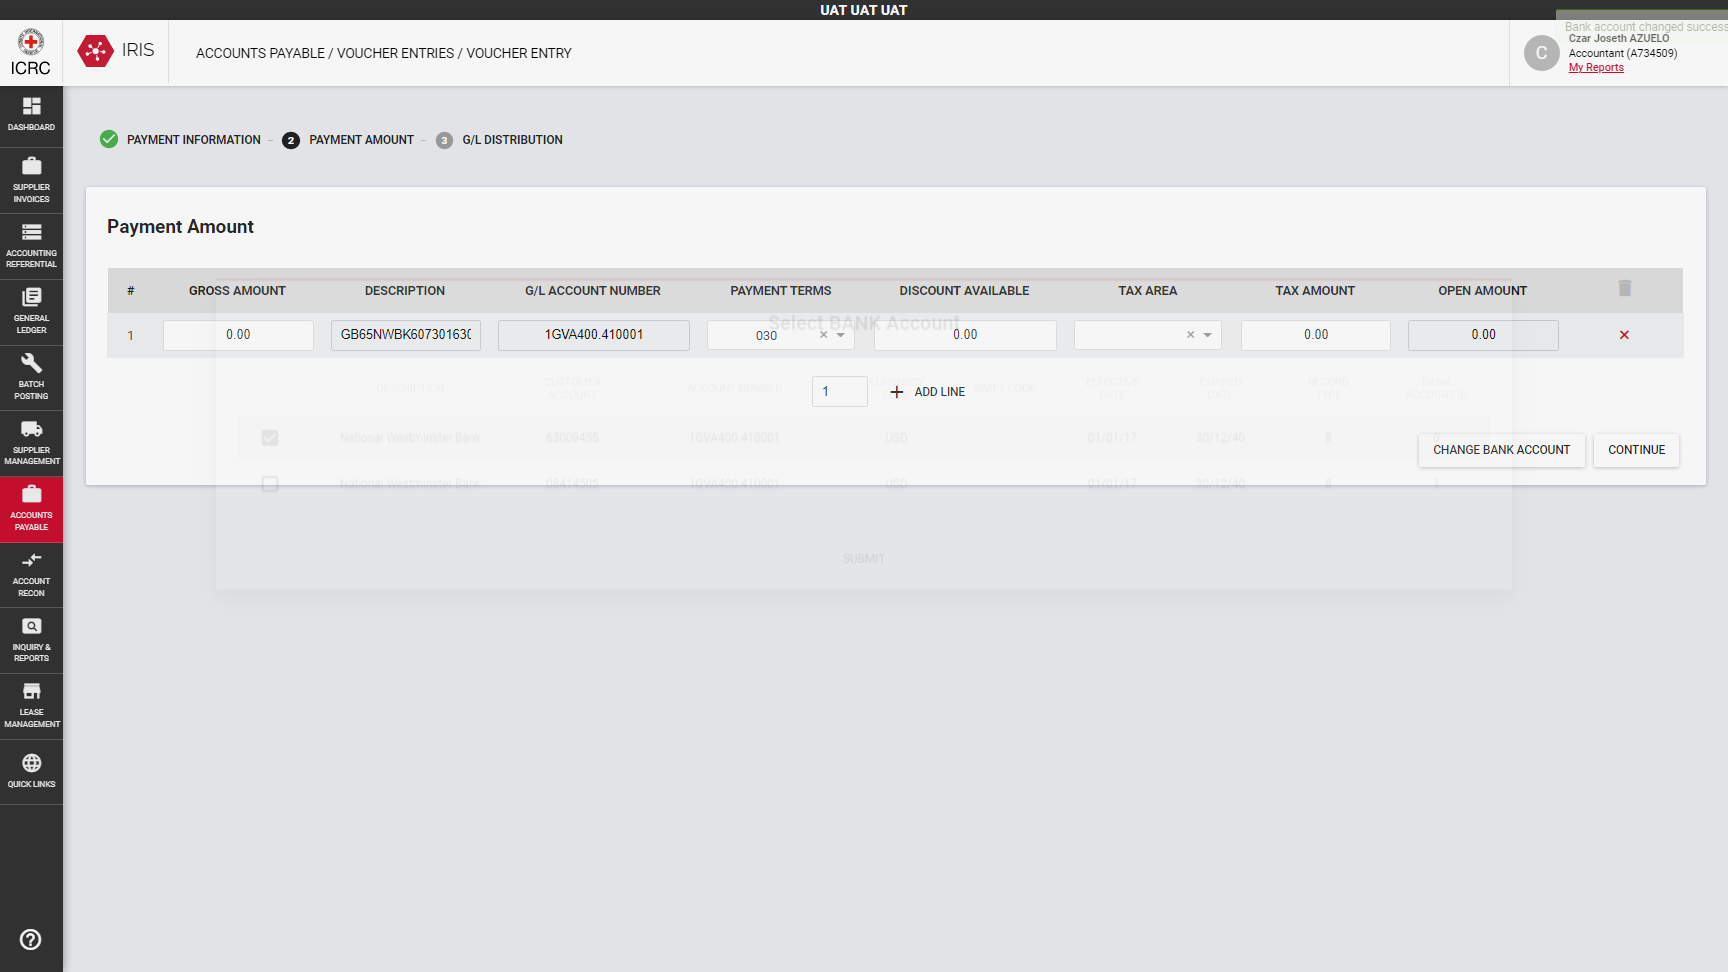 UAT UAT UAT
Bank account changed success
ICRC
IRIS
ACCOUNTS PAYABLE / VOUCHER ENTRIES / VOUCHER ENTRY
C
Czar Joseth AZUELO
Accountant (A734509)
My Reports
DASHBOARD
SUPPLIER
INVOICES
ACCOUNTING
REFERENTIAL
GENERAL
LEDGER
BATCH
POSTING
SUPPLIER
MANAGEMENT
ACCOUNTS
PAYABLE
ACCOUNT
RECON
INQUIRY &
REPORTS
LEASE
MANAGEMENT
QUICK LINKS
PAYMENT INFORMATION – 2 PAYMENT AMOUNT – 3 G/L DISTRIBUTION
Payment Amount
# GROSS AMOUNT DESCRIPTION G/L ACCOUNT NUMBER PAYMENT TERMS DISCOUNT AVAILABLE TAX AREA TAX AMOUNT OPEN AMOUNT
1 0.00 GB65NWBK607301630 1GVA400.410001 030 0.00 0.00 0.00
1 + ADD LINE
CHANGE BANK ACCOUNT CONTINUE
Select BANK Account
DESCRIPTION CUSTOMER ACCOUNT ACCOUNT NUMBER SWIFT CODE EFFECTIVE DATE EXPIRED DATE RECORD TYPE BANK
National Westminster Bank 63009455 1GVA400.410001 USD 01/01/17 30/12/40
National Westminster Bank 08414505 1GVA400.410001 USD 01/01/17 30/12/40 1
SUBMIT